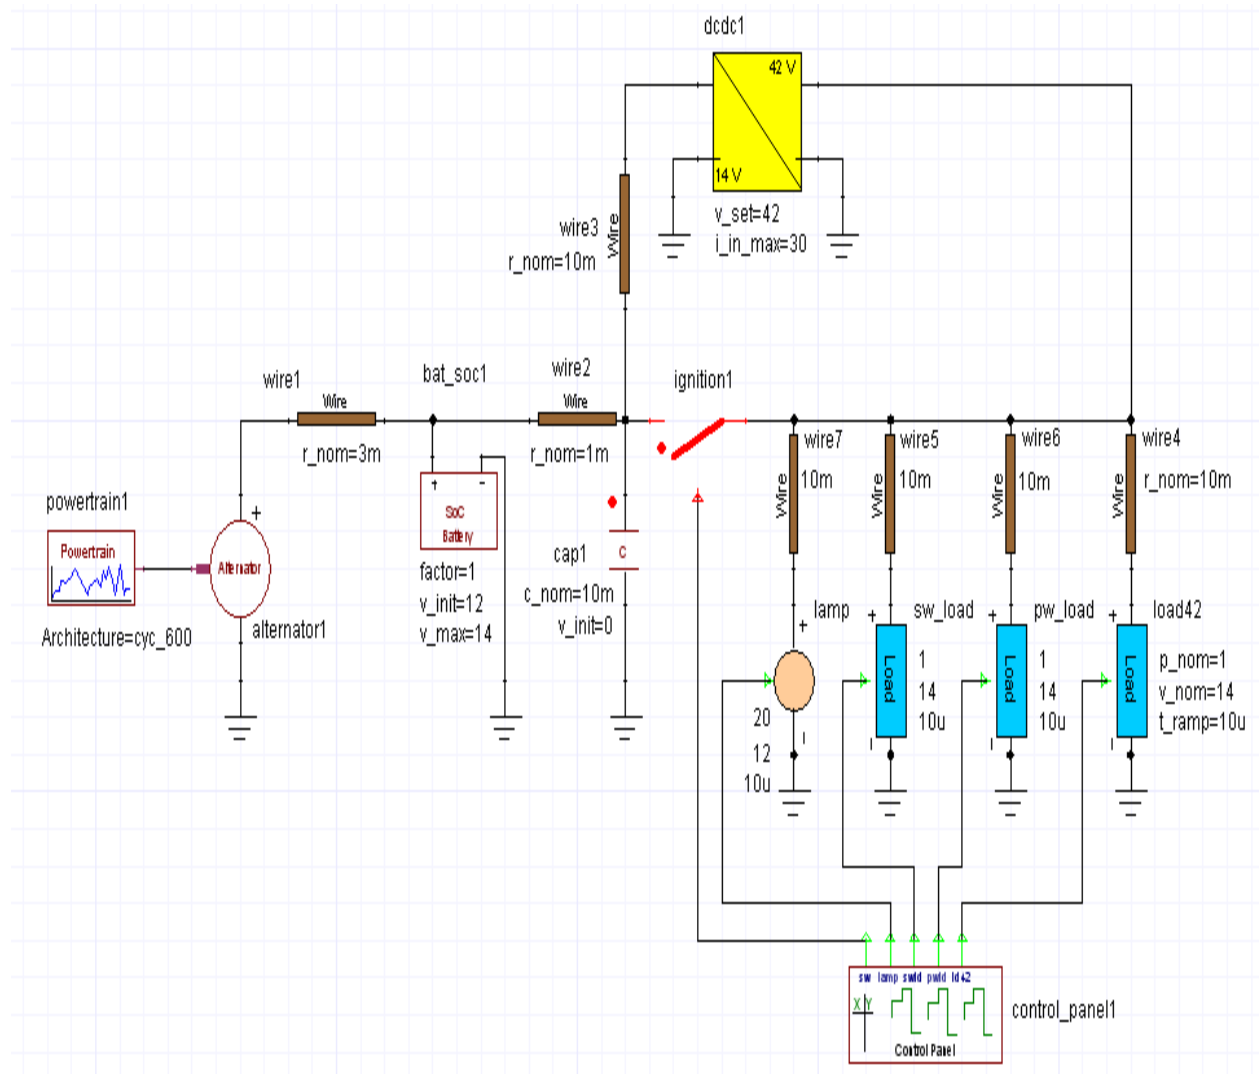 dcdc1
42 V
14 V
v_set=42
i_in_max=30
wire3
Wire
r_nom=10m
wire1
Wire
r_nom=3m
bat_soc1
wire2
Wire
r_nom=1m
ignition1
+ -
SoC
Battery
factor=1
v_init=12
v_max=14
powertrain1
Powertrain
Architecture=cyc_600
+
Alternator
alternator1
C
cap1
c_nom=10m
v_init=0
wire7
10m
Wire
wire5
10m
Wire
wire6
10m
Wire
wire4
r_nom=10m
Wire
lamp
+
20
12
10u
sw_load
+
Load
1
14
10u
pw_load
+
Load
1
14
10u
load42
+
Load
p_nom=1
v_nom=14
t_ramp=10u
sw lamp swld pwld ld42
X Y
Control Panel
control_panel1